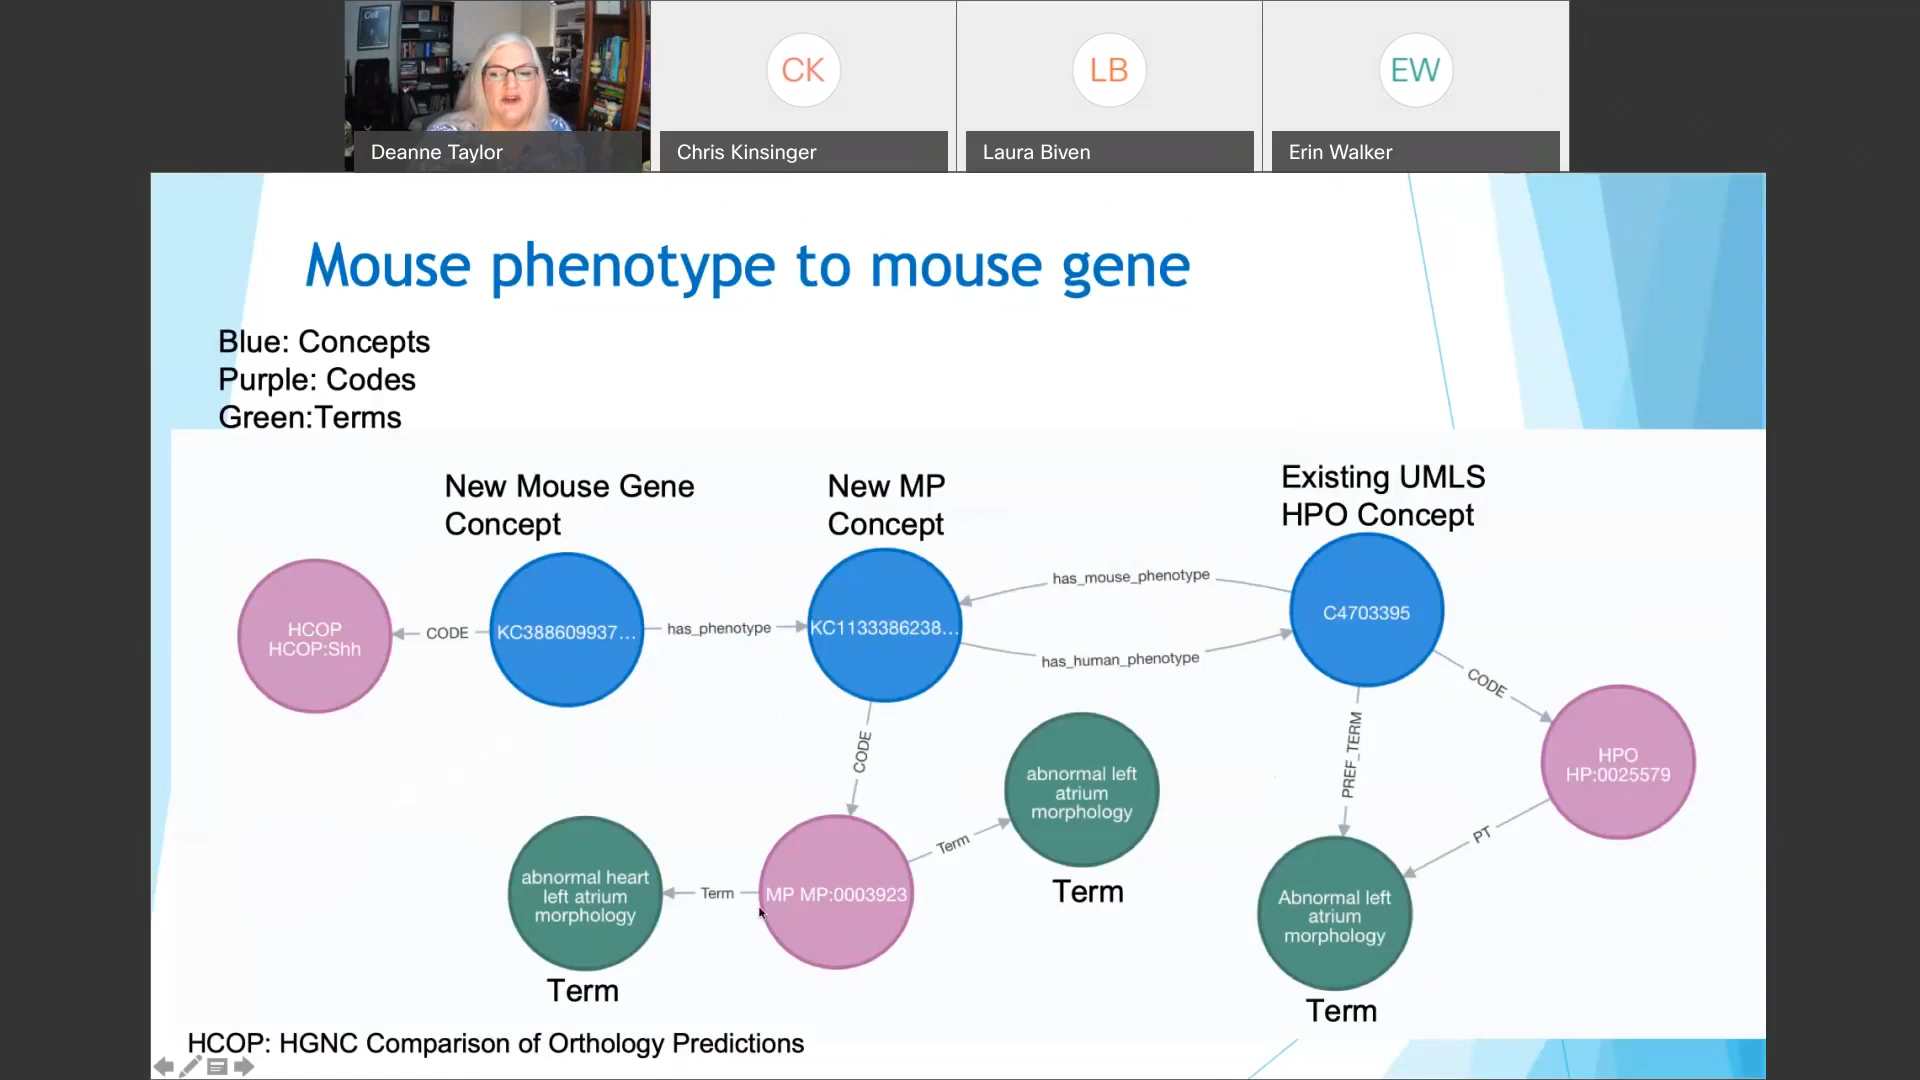 Cell
CK
LB
EW
Deanne Taylor
Chris Kinsinger
Laura Biven
Erin Walker
Mouse phenotype to mouse gene
Blue: Concepts
Purple: Codes
Green:Terms
New Mouse Gene
Concept
New MP
Concept
Existing UMLS
HPO Concept
HCOP
HCOP:Shh
CODE
KC388609937...
has_phenotype
KC1133386238...
has_mouse_phenotype
has_human_phenotype
C4703395
CODE
HPO
HP:0025579
CODE
PREF_TERM
PT
abnormal left
atrium
morphology
Term
Term
abnormal heart
left atrium
morphology
Term
Term
MP MP:0003923
Abnormal left
atrium
morphology
Term
HCOP: HGNC Comparison of Orthology Predictions